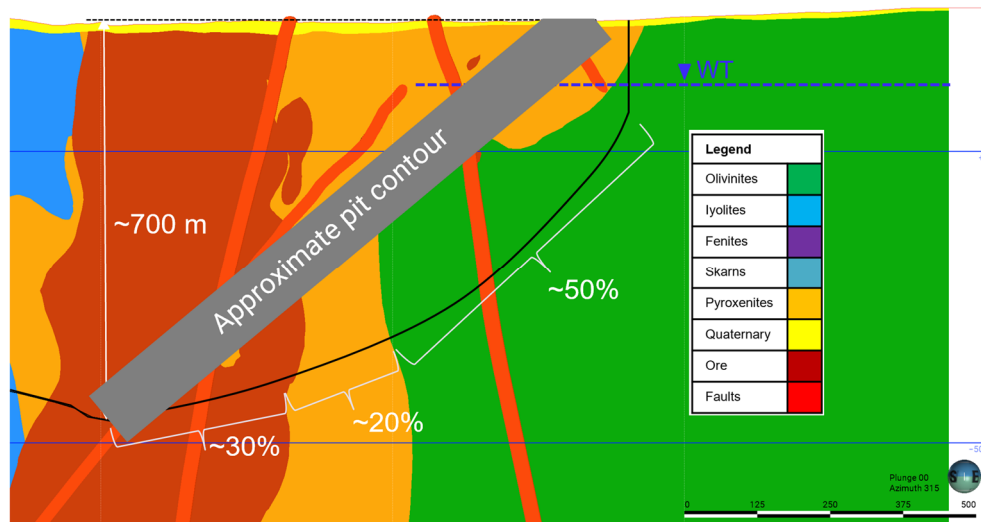 WT
Legend
Olivinites
Iyolites
Fenites
Skarns
Pyroxenites
Quaternary
Ore
Faults
~700 m
Approximate pit contour
~50%
~20%
~30%
-50
Plunge 00
Azimuth 315
S E
0 125 250 375 500